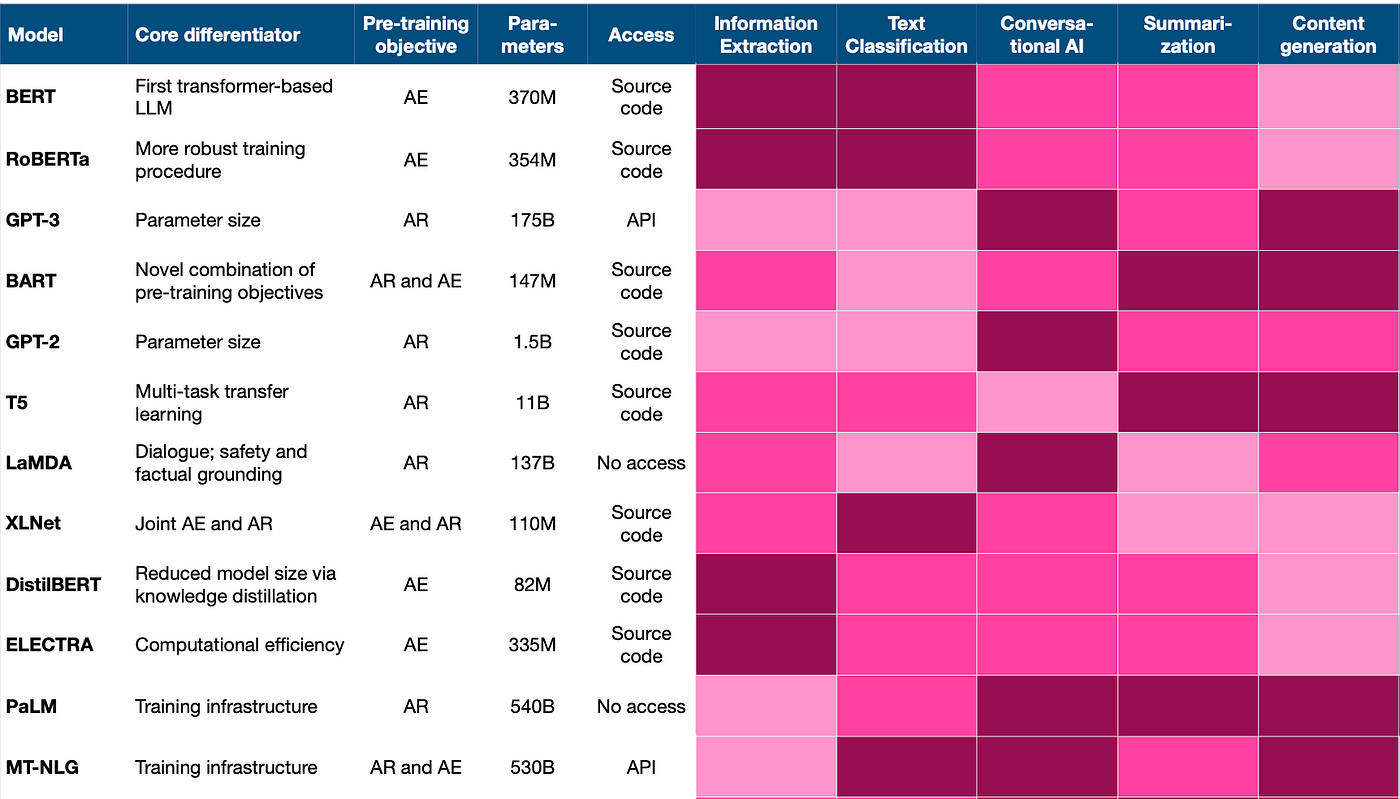 Model Core differentiator Pre-training objective Para-meters Access Information Extraction Text Classification Conversa-tional AI Summari-zation Content generation
BERT First transformer-based LLM AE 370M Source code
RoBERTa More robust training procedure AE 354M Source code
GPT-3 Parameter size AR 175B API
BART Novel combination of pre-training objectives AR and AE 147M Source code
GPT-2 Parameter size AR 1.5B Source code
T5 Multi-task transfer learning AR 11B Source code
LaMDA Dialogue; safety and factual grounding AR 137B No access
XLNet Joint AE and AR AE and AR 110M Source code
DistilBERT Reduced model size via knowledge distillation AE 82M Source code
ELECTRA Computational efficiency AE 335M Source code
PaLM Training infrastructure AR 540B No access
MT-NLG Training infrastructure AR and AE 530B API